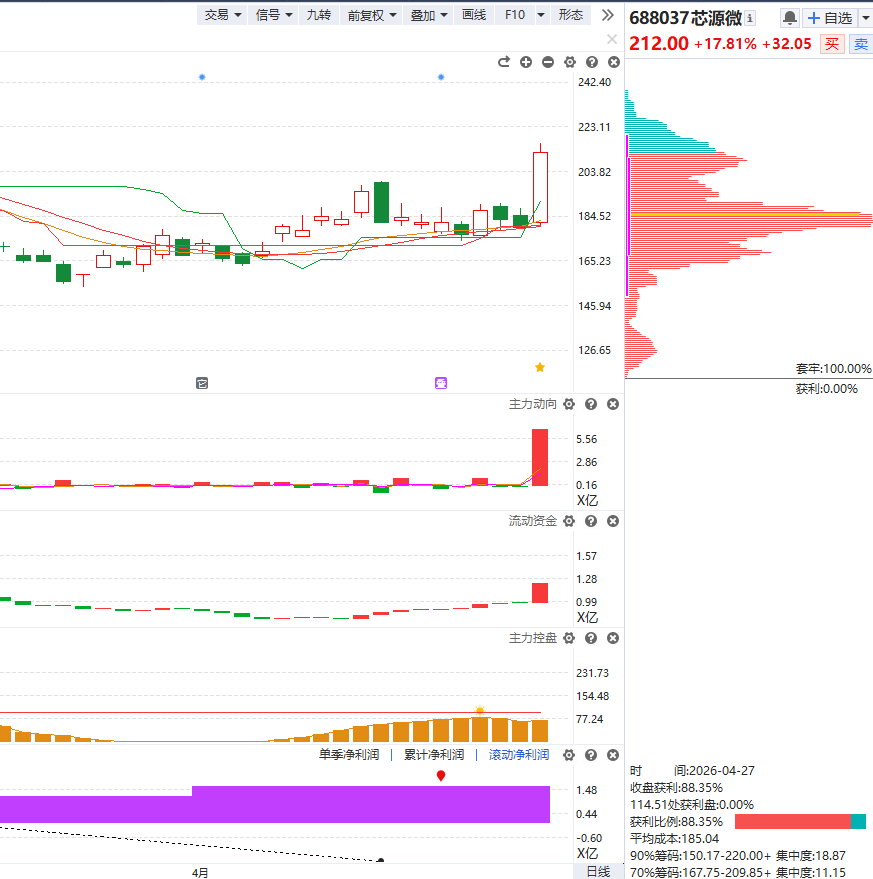 交易 信号 九转 前复权 叠加 画线 F10 形态
688037芯源微
自选
212.00 +17.81% +32.05 买 卖
242.40
223.11
203.82
184.52
165.23
145.94
126.65
套牢:100.00%
获利:0.00%
主力动向
5.56
2.86
0.16
X亿
流动资金
1.57
1.28
0.99
X亿
主力控盘
231.73
154.48
77.24
单季净利润 | 累计净利润 | 滚动净利润
1.48
0.44
-0.60
X亿
4月
日线
时 间:2026-04-27
收盘获利:88.35%
114.51处获利盘:0.00%
获利比例:88.35%
平均成本:185.04
90%筹码:150.17-220.00+ 集中度:18.87
70%筹码:167.75-209.85+ 集中度:11.15